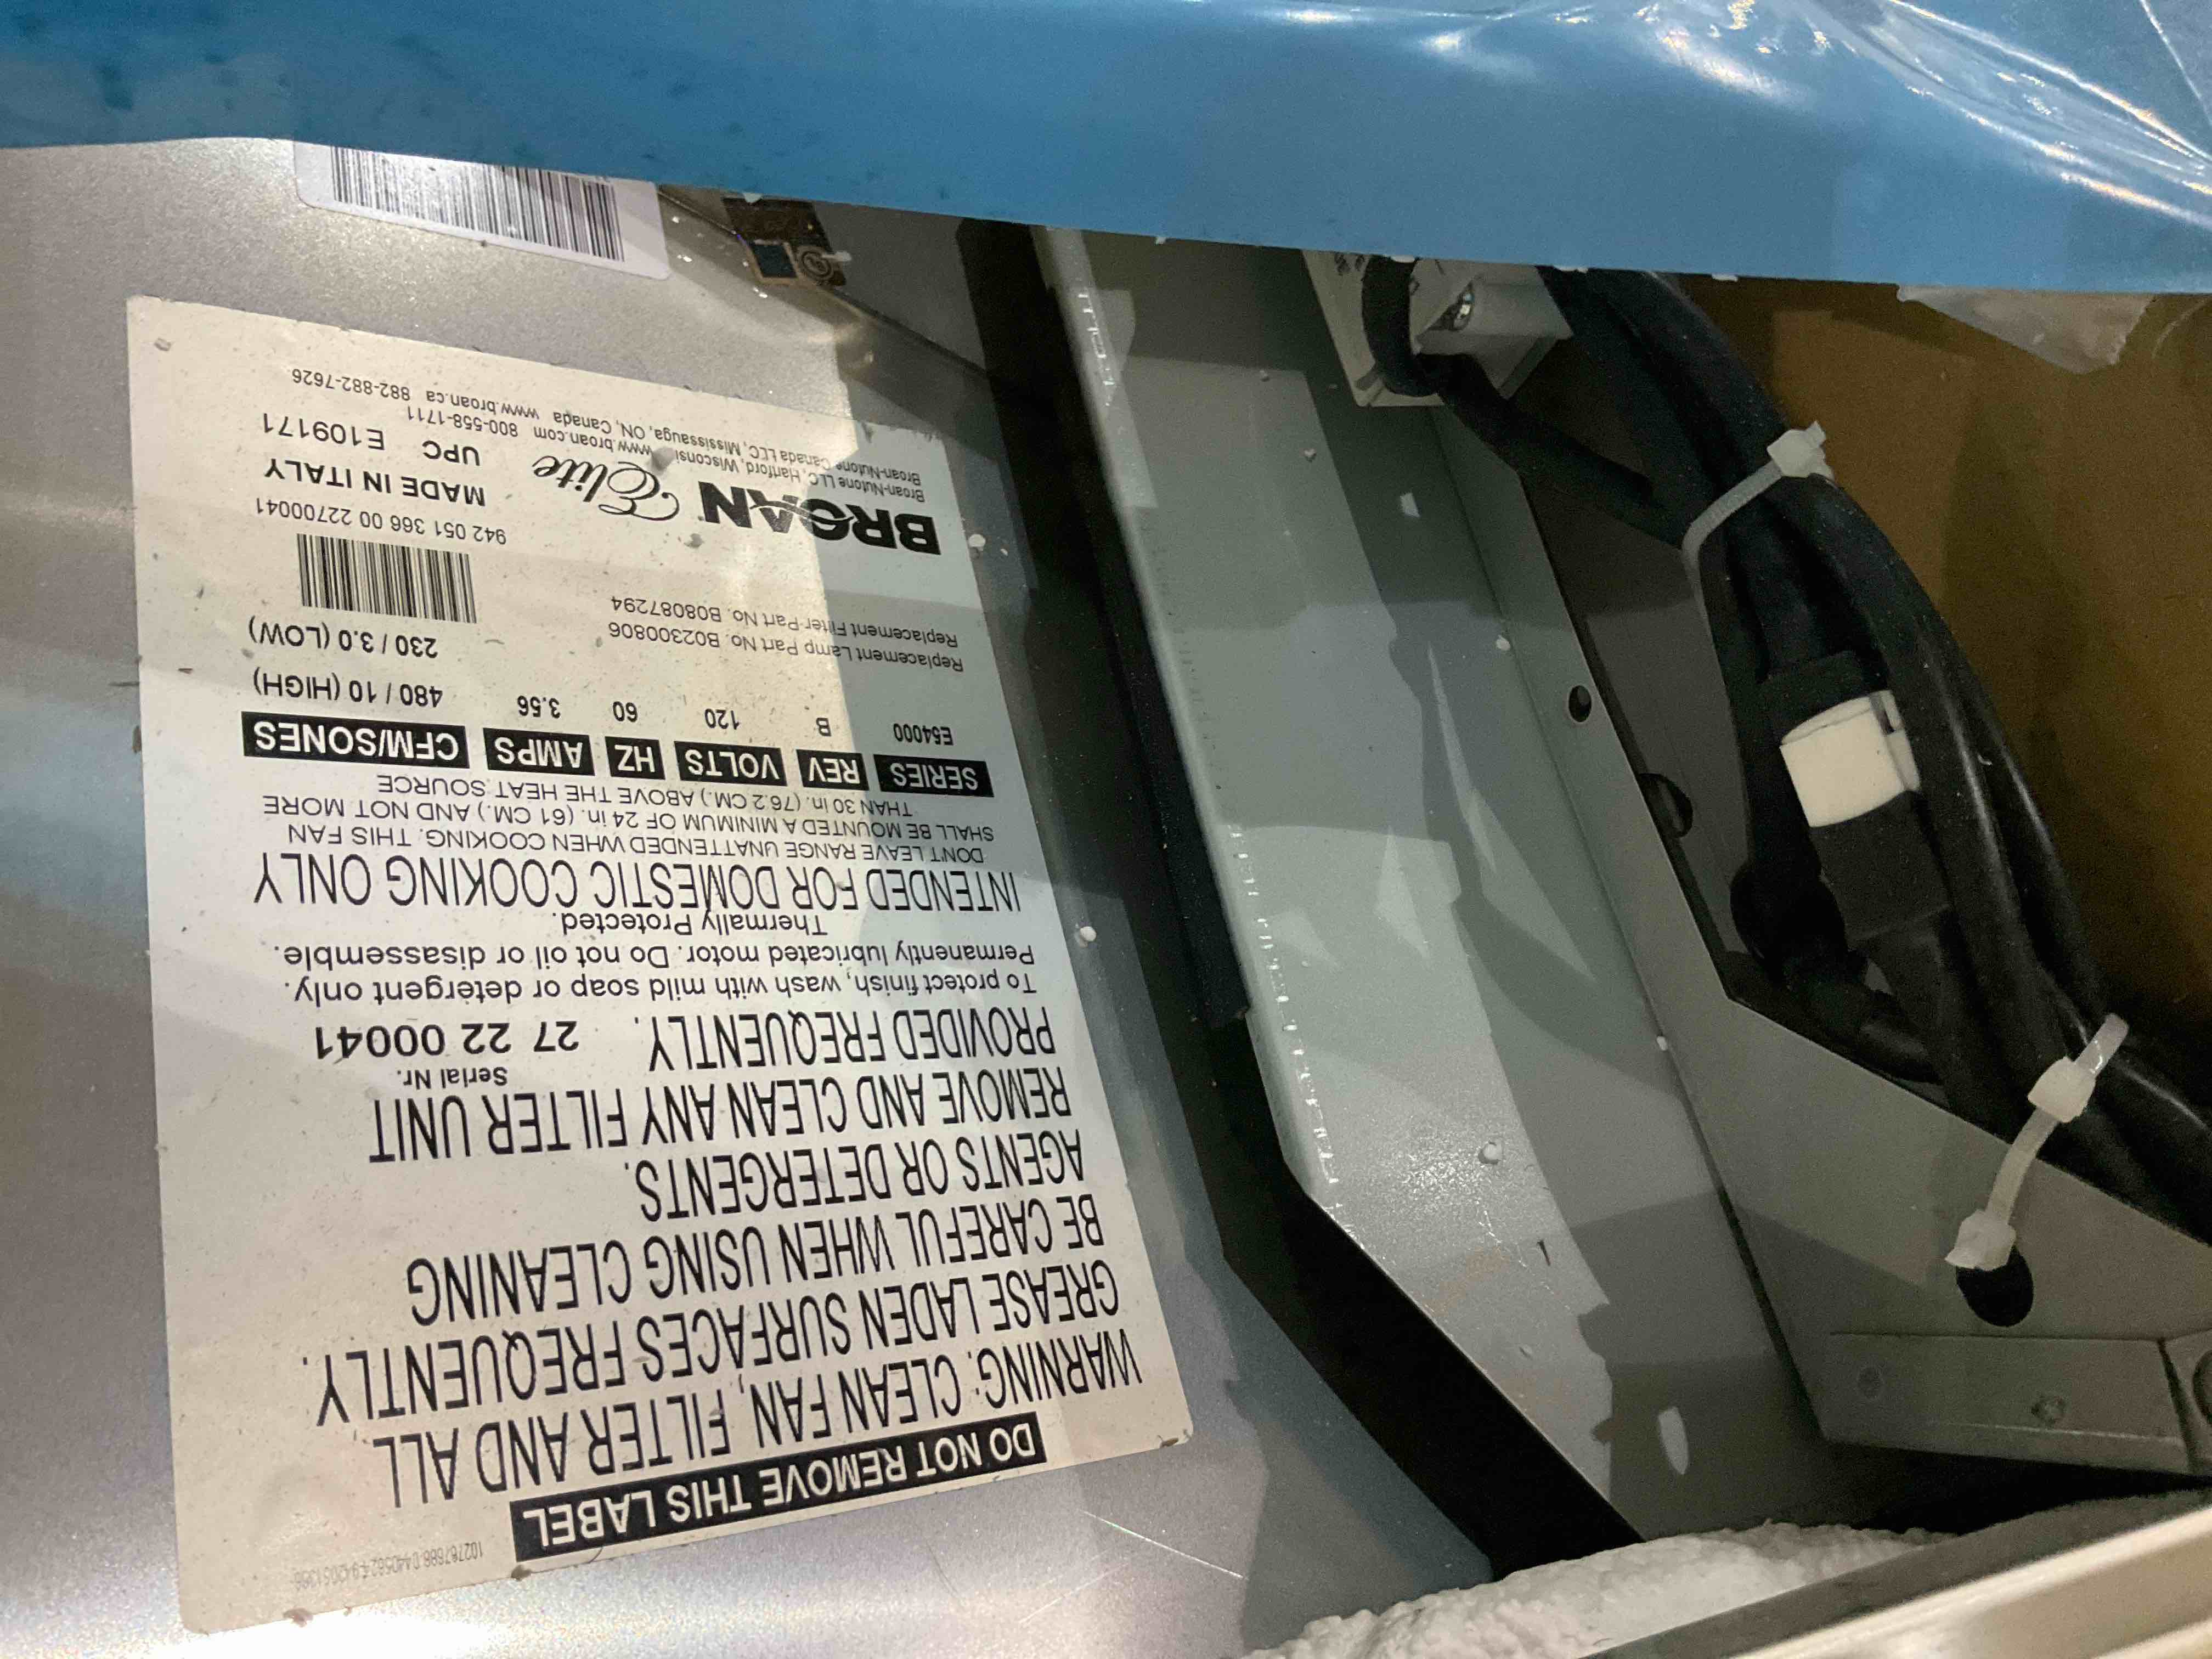 DO NOT REMOVE THIS LABEL
WARNING: CLEAN FAN, FILTER AND ALL
GREASE LADEN SURFACES FREQUENTLY.
BE CAREFUL WHEN USING CLEANING
AGENTS OR DETERGENTS.
REMOVE AND CLEAN ANY FILTER UNIT
Serial Nr.
PROVIDED FREQUENTLY. 27 22 00041
To protect finish, wash with mild soap or detergent only.
Permanently lubricated motor. Do not oil or disassemble.
Thermally Protected.
INTENDED FOR DOMESTIC COOKING ONLY
DON'T LEAVE RANGE UNATTENDED WHEN COOKING. THIS FAN
SHALL BE MOUNTED A MINIMUM OF 24 in. (61 CM.) AND NOT MORE
THAN 30 in. (76.2 CM.) ABOVE THE HEAT SOURCE
SERIES REV VOLTS HZ AMPS CFM/SONES
E54000 B 120 60 3.56 480 / 10 (HIGH)
230 / 3.0 (LOW)
Replacement Lamp Part No. B02300806
Replacement Filter Part No. B08087294
942 051 366 00 22700041
BROAN Elite
MADE IN ITALY
UPC E109171
Broan-Nutone LLC, Hartford, Wisconsi www.broan.com 800-558-1711
Broan-Nutone Canada LLC, Mississauga, ON, Canada www.broan.ca 882-882-7626